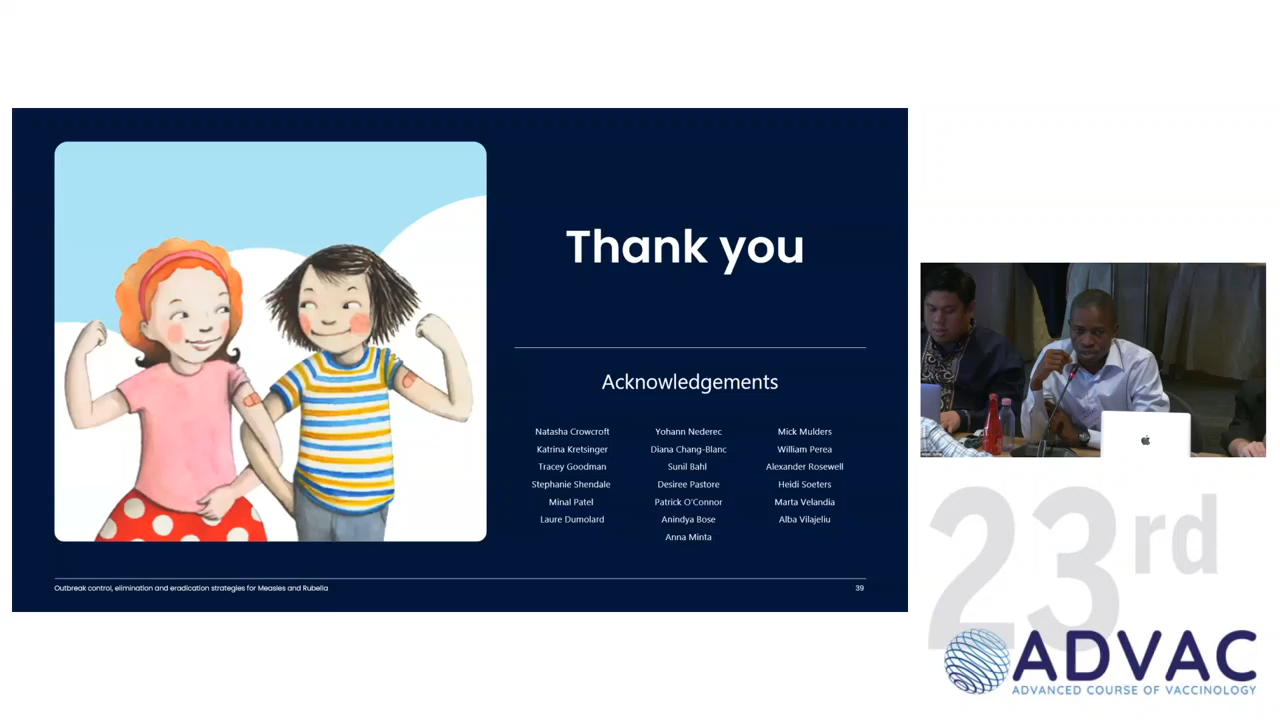 Thank you
Acknowledgements
Natasha Crowcroft
Katrina Kretsinger
Tracey Goodman
Stephanie Shendale
Minal Patel
Laure Dumolard
Yohann Nederec
Diana Chang-Blanc
Sunil Bahl
Desiree Pastore
Patrick O'Connor
Anindya Bose
Anna Minta
Mick Mulders
William Perea
Alexander Rosewell
Heidi Soeters
Marta Velandia
Alba Vilajeliu
Outbreak control, elimination and eradication strategies for Measles and Rubella
39
23rd
ADVAC
ADVANCED COURSE OF VACCINOLOGY